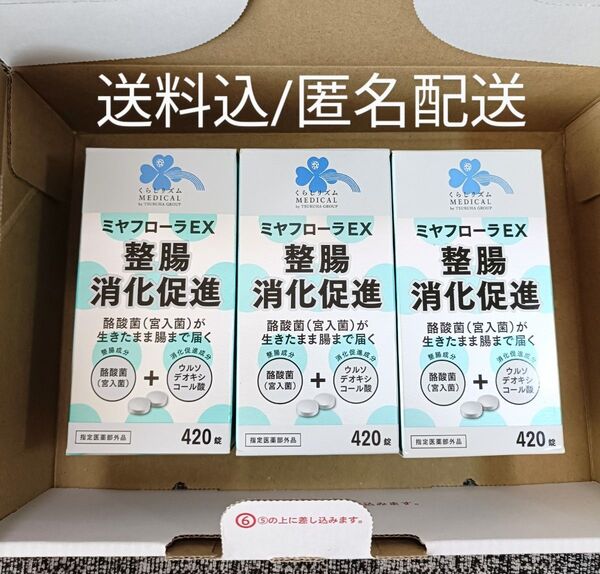 送料込/匿名配送
くらしリズム
MEDICAL
by TSURUHA GROUP
ミヤフローラEX
整腸
消化促進
酪酸菌(宮入菌)が
生きたまま腸まで届く
整腸成分
消化促進成分
酪酸菌
(宮入菌)
+
ウルソ
デオキシ
コール酸
指定医薬部外品
420錠
くらしリズム
MEDICAL
by TSURUHA GROUP
ミヤフローラEX
整腸
消化促進
酪酸菌(宮入菌)が
生きたまま腸まで届く
整腸成分
消化促進成分
酪酸菌
(宮入菌)
+
ウルソ
デオキシ
コール酸
指定医薬部外品
420錠
くらしリズム
MEDICAL
by TSURUHA GROUP
ミヤフローラEX
整腸
消化促進
酪酸菌(宮入菌)が
生きたまま腸まで届く
整腸成分
消化促進成分
酪酸菌
(宮入菌)
+
ウルソ
デオキシ
コール酸
指定医薬部外品
420錠
⑥⑤の上に差し込みます。